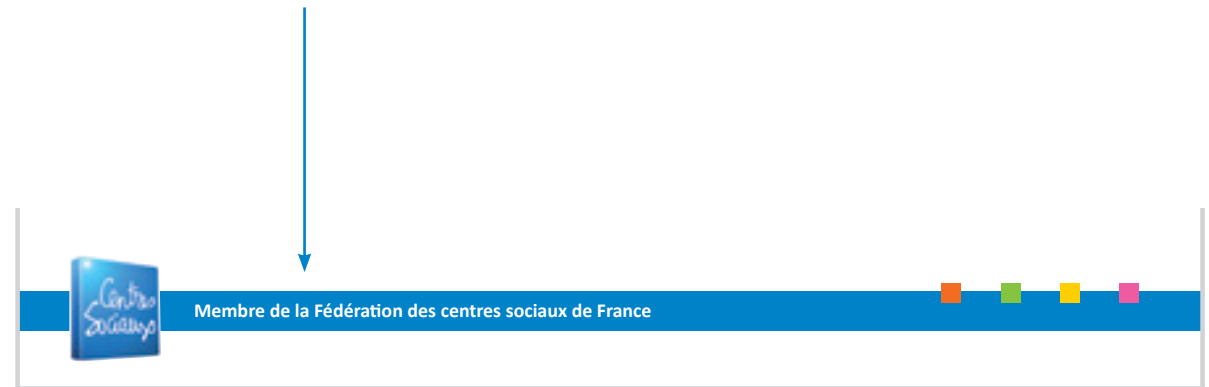 Centres
Sociaux
Membre de la Fédération des centres sociaux de France